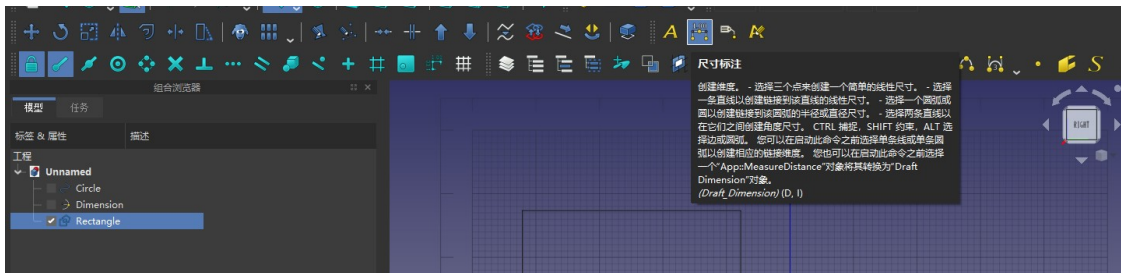 尺寸标注
创建维度。 - 选择三个点来创建一个简单的线性尺寸。 - 选择
一条直线以创建链接到该直线的线性尺寸。 - 选择一个圆弧或
圆以创建链接到该圆弧的半径或直径尺寸。 - 选择两条直线以
在它们之间创建角度尺寸。 CTRL 捕捉, SHIFT 约束, ALT 选
择边或圆弧。 您可以在启动此命令之前选择单条线或单条圆
弧以创建相应的链接维度。 您也可以在启动此命令之前选择
一个“App::MeasureDistance”对象将其转换为“Draft
Dimension”对象。
(Draft_Dimension) (D, I)
组合浏览器
模型 任务
标签 & 属性 描述
工程
Unnamed
Circle
Dimension
Rectangle
RIGHT